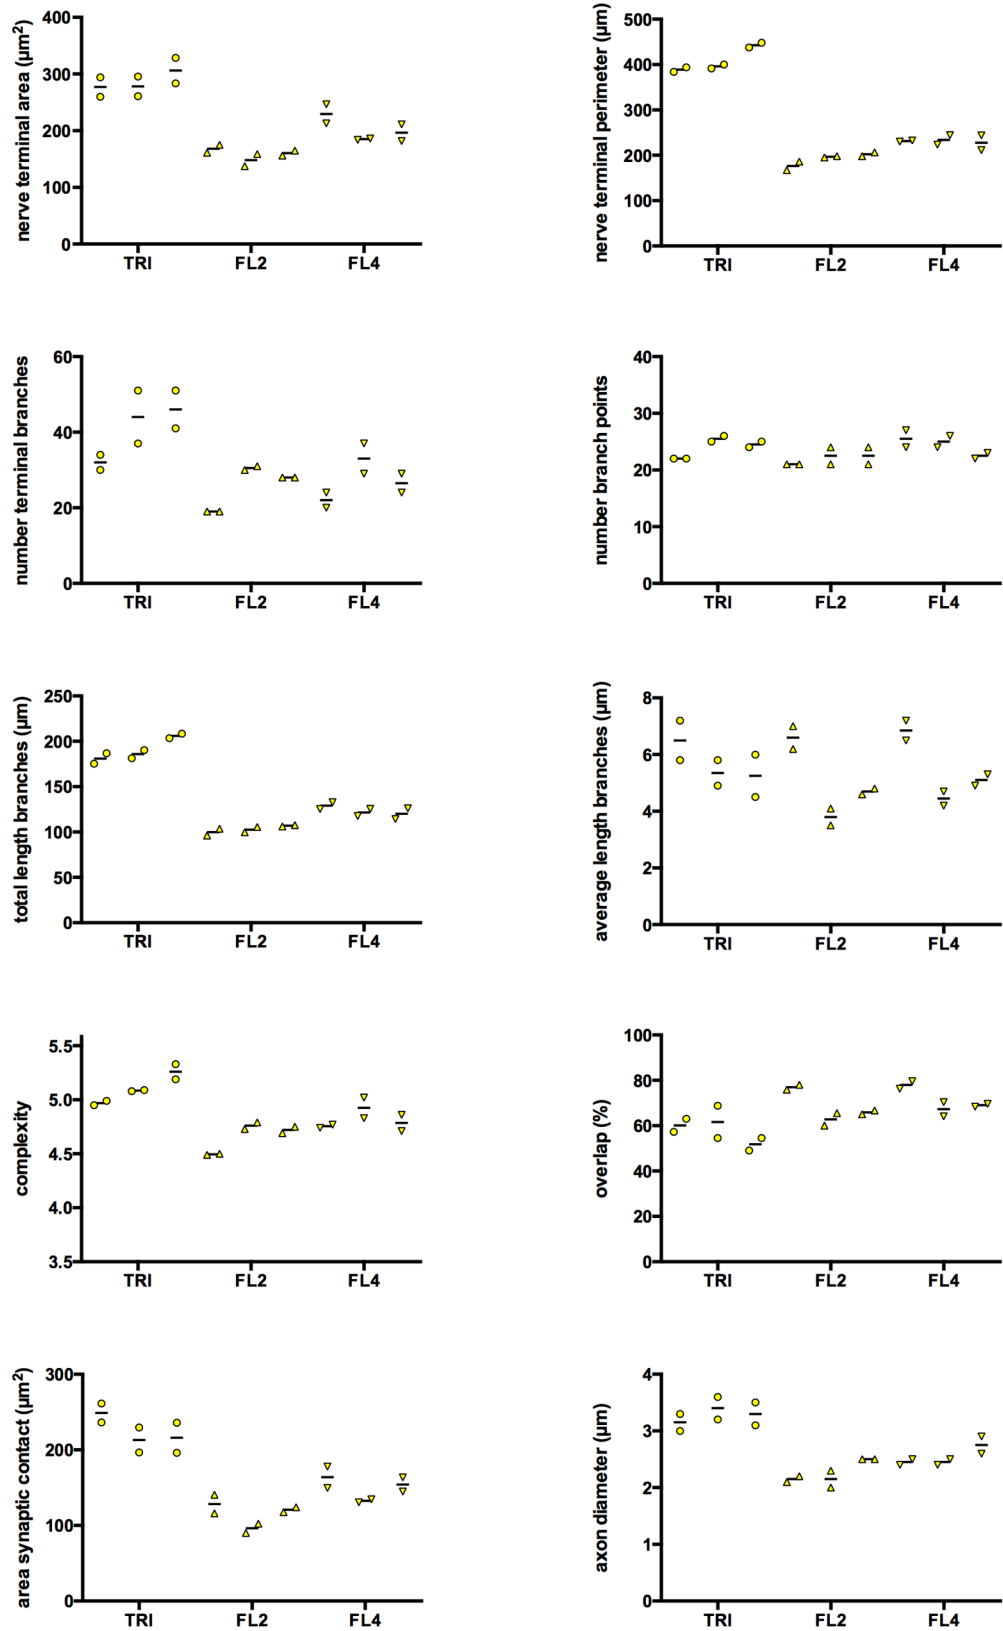 nerve terminal area (µm²)
400
300
200
100
0
TRI FL2 FL4
nerve terminal perimeter (µm)
500
400
300
200
100
0
TRI FL2 FL4
number terminal branches
60
40
20
0
TRI FL2 FL4
number branch points
40
30
20
10
0
TRI FL2 FL4
total length branches (µm)
250
200
150
100
50
0
TRI FL2 FL4
average length branches (µm)
8
6
4
2
0
TRI FL2 FL4
complexity
5.5
5.0
4.5
4.0
3.5
TRI FL2 FL4
overlap (%)
100
80
60
40
20
0
TRI FL2 FL4
area synaptic contact (µm²)
300
200
100
0
TRI FL2 FL4
axon diameter (µm)
4
3
2
1
0
TRI FL2 FL4